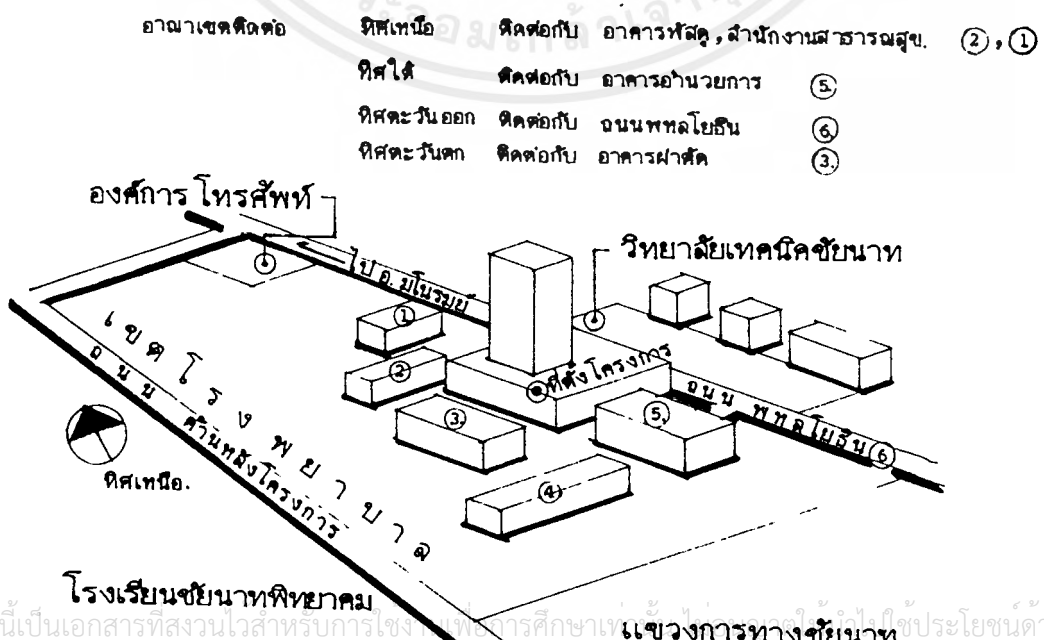 อาณาเขตติดต่อ ทิศเหนือ ติดต่อกับ อาคารพัสดุ, สำนักงานสาธารณสุข. ②, ①
ทิศใต้ ติดต่อกับ อาคารอำนวยการ ⑤.
ทิศตะวันออก ติดต่อกับ ถนนพหลโยธิน ⑥
ทิศตะวันตก ติดต่อกับ อาคารผ่าตัด ③.
องค์การ โทรศัพท์
วิทยาลัยเทคนิคชัยนาท
ไป อ. มโนรมย์
①
②
ที่ตั้งโครงการ
③.
⑤.
④
ถนน พหลโยธิน ⑥
เขตโรงพยาบาล
ถนน ด้านหลังโครงการ
ทิศเหนือ.
โรงเรียนชัยนาทพิทยาคม
แขวงการทางชัยนาท